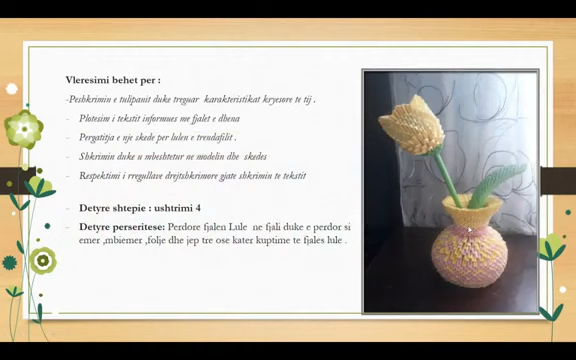 Vleresimi behet per :
-Peshkrimin e tulipanit duke treguar karakteristikat kryesore te tij .
- Plotesim i tekstit informues me fjalet e dhena
- Pergatitja e nje skede per lulen e trendafilit .
- Shkrimin duke u mbeshtetur ne modelin dhe skedes
- Respektimi i rregullave drejtshkrimore gjate shkrimin te tekstit
- Detyre shtepie : ushtrimi 4
- Detyre perseritese: Perdore fjalen Lule ne fjali duke e perdor si
emer ,mbiemer ,folje dhe jep tre ose kater kuptime te fjales lule .